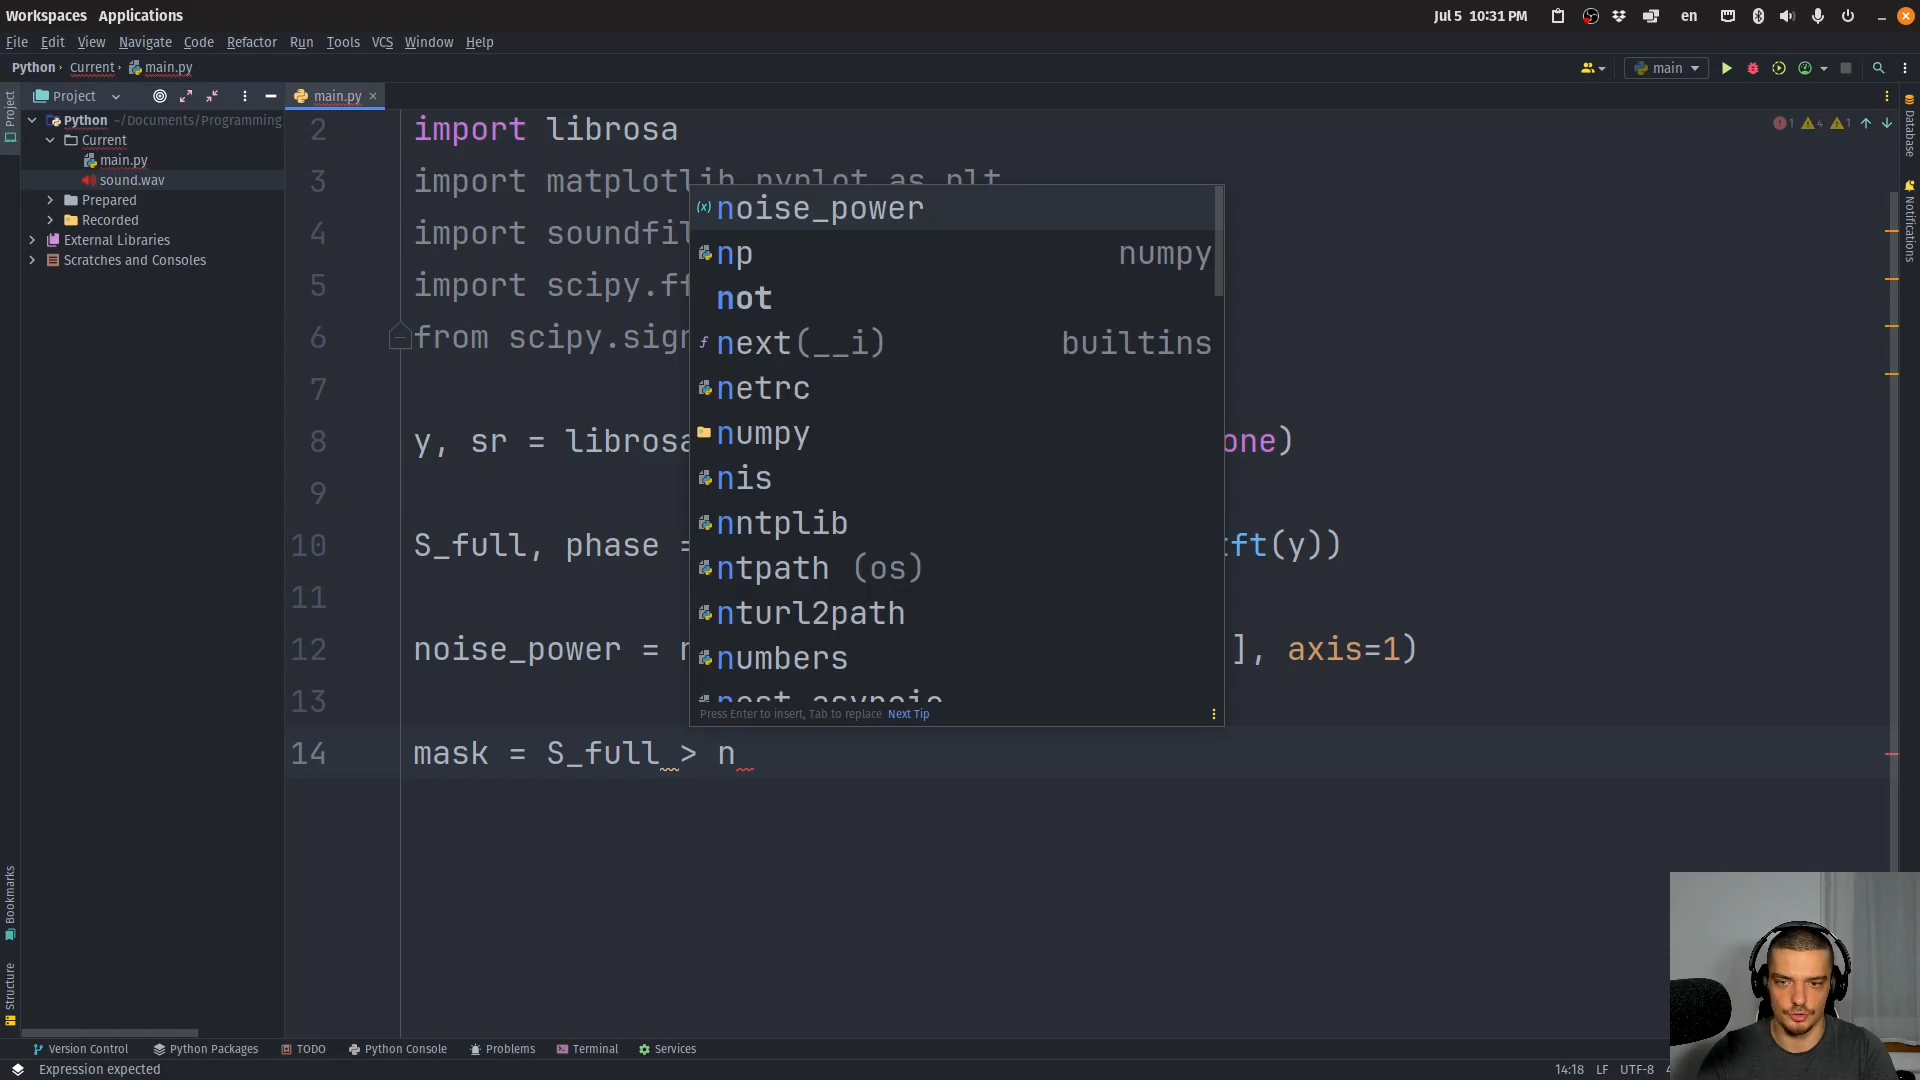 Workspaces Applications
Jul 5 10:31 PM
en
File Edit View Navigate Code Refactor Run Tools VCS Window Help
Python Current main.py
main
Project
main.py
1 4 1
Python ~/Documents/Programming
Current
main.py
sound.wav
Prepared
Recorded
External Libraries
Scratches and Consoles
Project
Bookmarks
Structure
Database
Notifications
2 import librosa
3 import matplotlib.pyplot as plt
4 import soundfil
5 import scipy.ff
6 from scipy.sign
7
8 y, sr = librosa one)
9
10 S_full, phase = tft(y))
11
12 noise_power = n ], axis=1)
13
14 mask = S_full > n
noise_power
np numpy
not
next(__i) builtins
netrc
numpy
nis
nntplib
ntpath (os)
nturl2path
numbers
nest_asyncio
Press Enter to insert, Tab to replace Next Tip
Version Control Python Packages TODO Python Console Problems Terminal Services
Expression expected
14:18 LF UTF-8